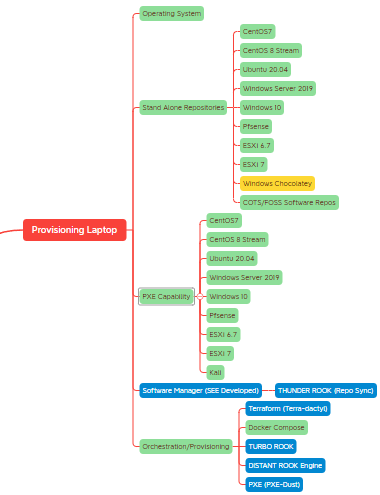 Operating System
CentOS7
CentOS 8 Stream
Ubuntu 20.04
Windows Server 2019
Stand Alone Repositories
Windows 10
Pfsense
ESXI 6.7
ESXI 7
Windows Chocolatey
COTS/FOSS Software Repos
Provisioning Laptop
CentOS7
CentOS 8 Stream
Ubuntu 20.04
Windows Server 2019
PXE Capability
Windows 10
Pfsense
ESXI 6.7
ESXI 7
Kali
Software Manager (SEE Developed)
THUNDER ROOK (Repo Sync)
Terraform (Terra-dactyl)
Docker Compose
Orchestration/Provisioning
TURBO ROOK
DISTANT ROOK Engine
PXE (PXE-Dust)